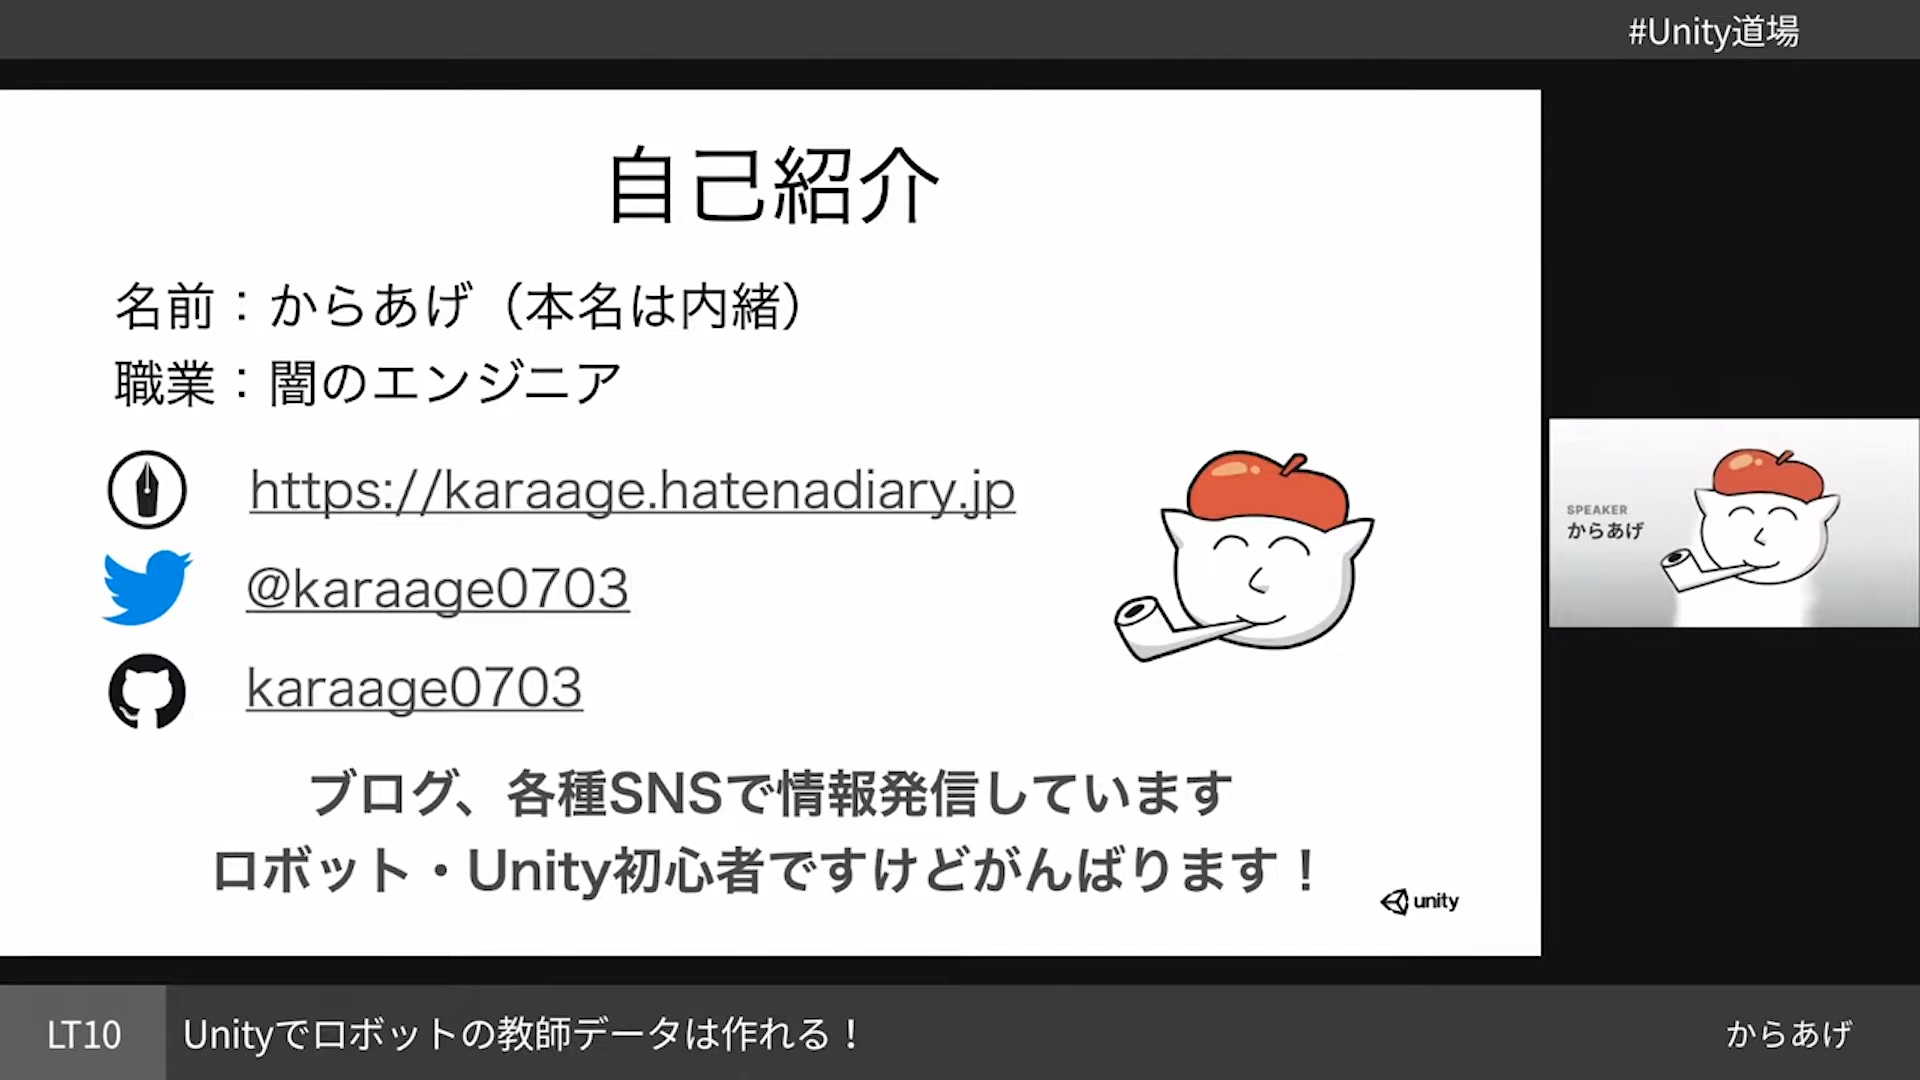 #Unity道場
自己紹介
名前：からあげ（本名は内緒）
職業：闇のエンジニア
https://karaage.hatenadiary.jp
@karaage0703
karaage0703
ブログ、各種SNSで情報発信しています
ロボット・Unity初心者ですけどがんばります！
unity
SPEAKER
からあげ
LT10
Unityでロボットの教師データは作れる！
からあげ